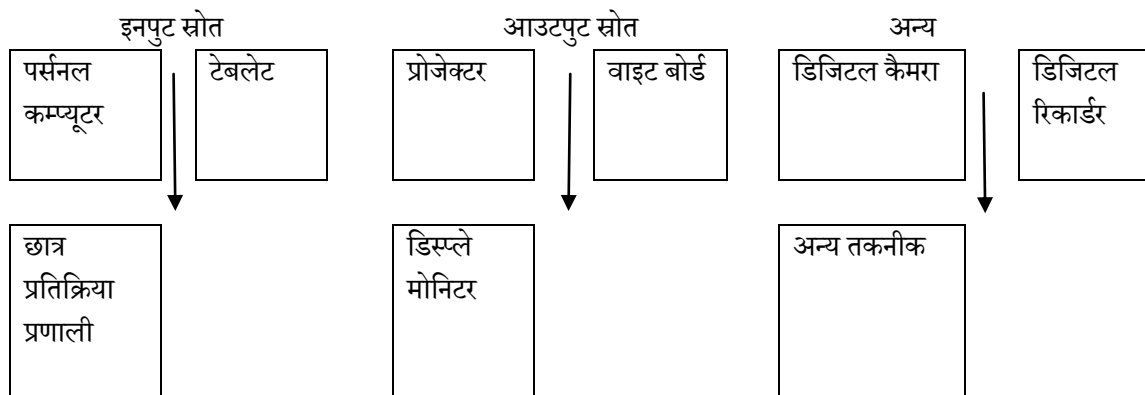 इनपुट स्रोत
आउटपुट स्रोत
अन्य
पर्सनल
कम्प्यूटर
टेबलेट
प्रोजेक्टर
वाइट बोर्ड
डिजिटल कैमरा
डिजिटल
रिकार्डर
छात्र
प्रतिक्रिया
प्रणाली
डिस्प्ले
मोनिटर
अन्य तकनीक